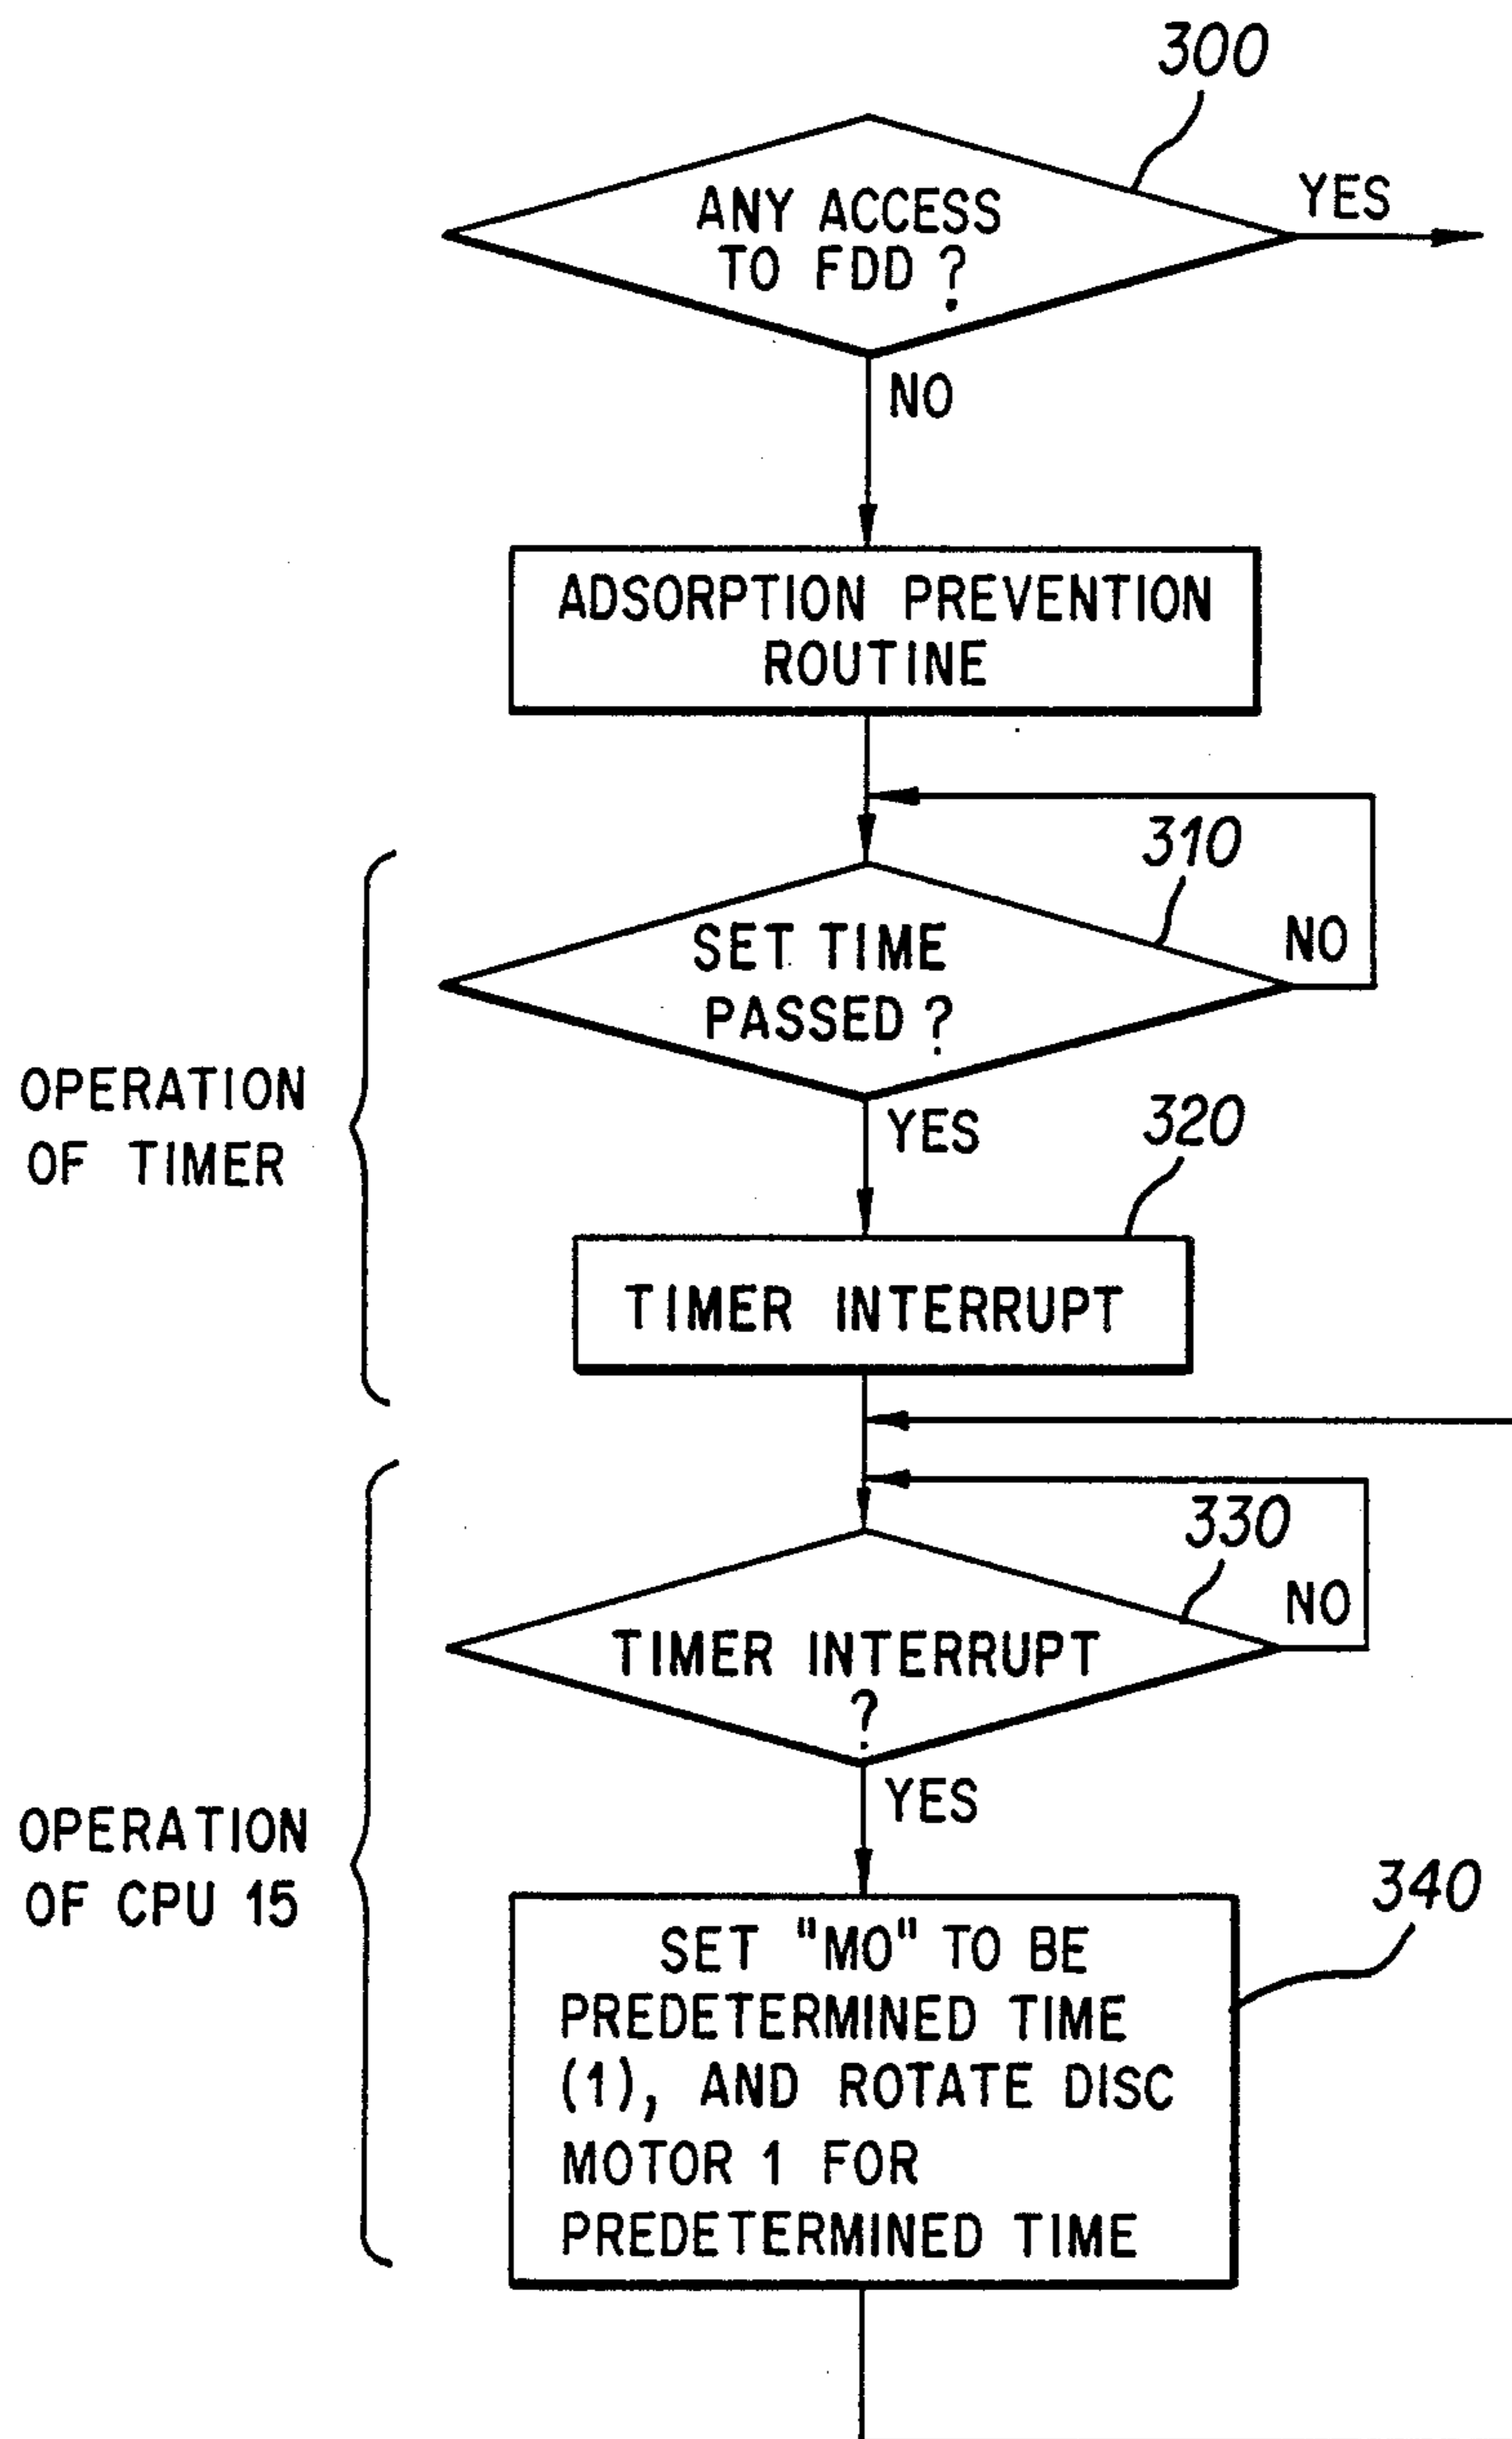 300
ANY ACCESS
TO FDD ?
YES
NO
ADSORPTION PREVENTION
ROUTINE
310
SET TIME
PASSED ?
NO
OPERATION
OF TIMER
YES
320
TIMER INTERRUPT
330
NO
TIMER INTERRUPT
?
YES
OPERATION
OF CPU 15
340
SET "MO" TO BE
PREDETERMINED TIME
(1), AND ROTATE DISC
MOTOR 1 FOR
PREDETERMINED TIME